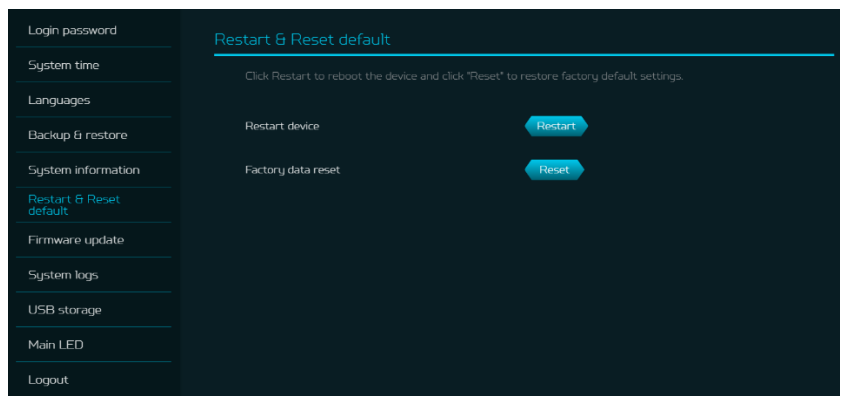 Login password
System time
Languages
Backup & restore
System information
Restart & Reset
default
Firmware update
System logs
USB storage
Main LED
Logout
Restart & Reset default
Click Restart to reboot the device and click "Reset" to restore factory default settings.
Restart device Restart
Factory data reset Reset